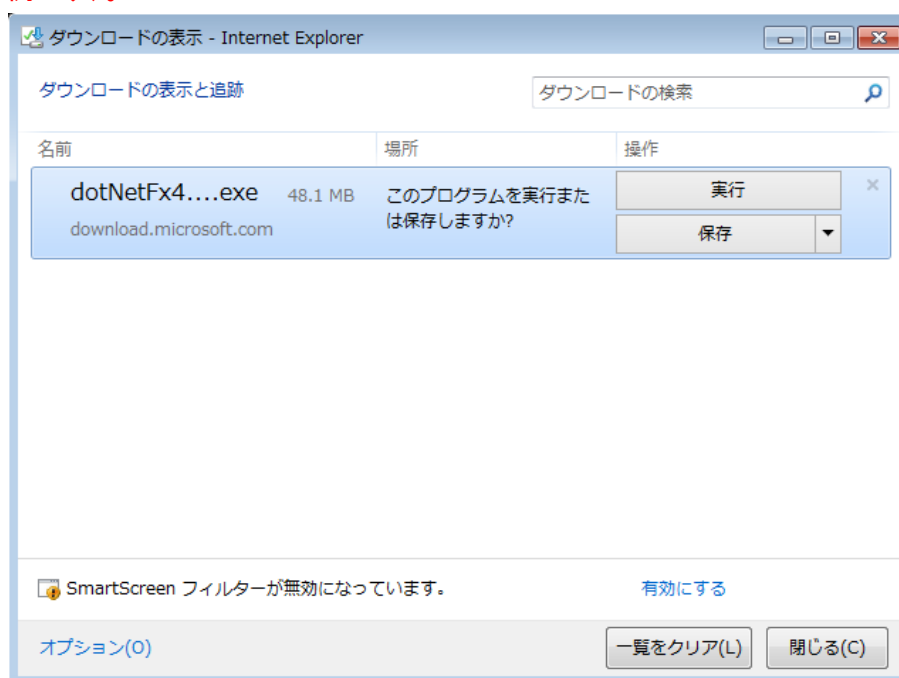 ダウンロードの表示 - Internet Explorer
ダウンロードの表示と追跡
ダウンロードの検索
名前 場所 操作
dotNetFx4....exe 48.1 MB
download.microsoft.com
このプログラムを実行また
は保存しますか?
実行
保存
SmartScreen フィルターが無効になっています。 有効にする
オプション(O) 一覧をクリア(L) 閉じる(C)